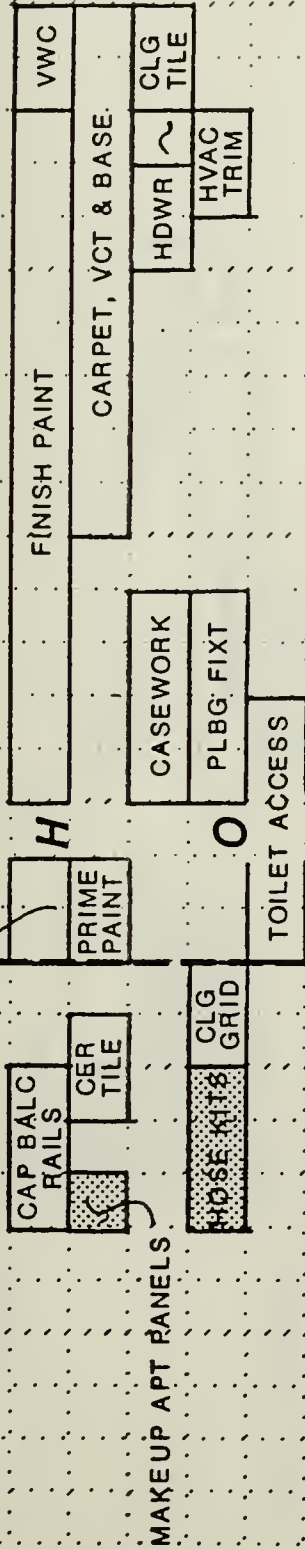 CAP BALC
RAILS
H
FINISH PAINT
VWC
CER
TILE
PRIME
PAINT
CARPET, VCT & BASE
MAKEUP APT PANELS
CASEWORK
HDWR
~
CLG
TILE
HOSE KITS
CLG
GRID
O
PLBG FIXT
HVAC
TRIM
TOILET ACCESS